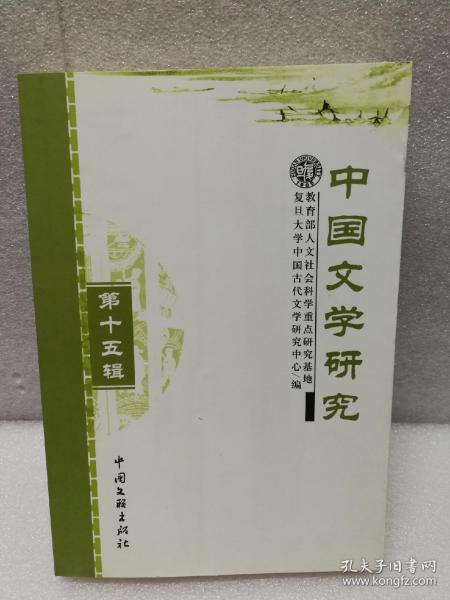 中国文学研究
教育部人文社会科学重点研究基地
复旦大学中国古代文学研究中心/编
第十五辑
中国文联出版社
孔夫子旧书网
www.kongfz.com